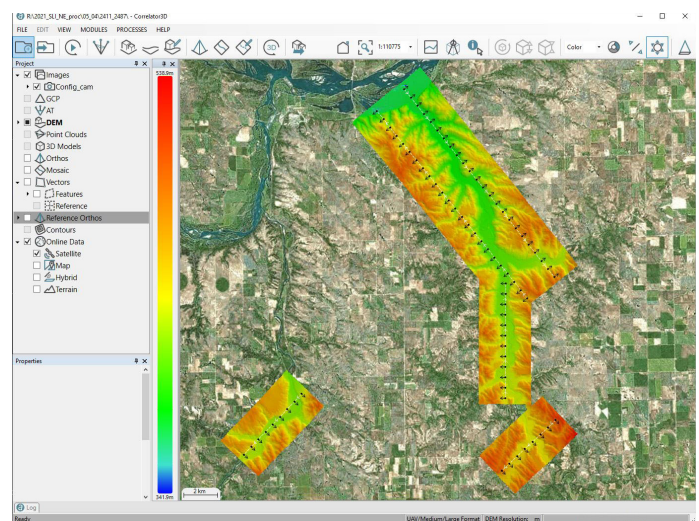 R:\2021_SLI_NE_proc\05_04\2411_2487\ - Correlator3D
FILE EDIT VIEW MODULES PROCESSES HELP
3D 1:110775 Color
Project
Images
Config_cam
GCP
AT
DEM
Point Clouds
3D Models
Orthos
Mosaic
Vectors
Features
Reference
Reference Orthos
Contours
Online Data
Satellite
Map
Hybrid
Terrain
Properties
538.9m
341.9m
2 km
Log
Ready
UAV/Medium/Large Format DEM Resolution: m